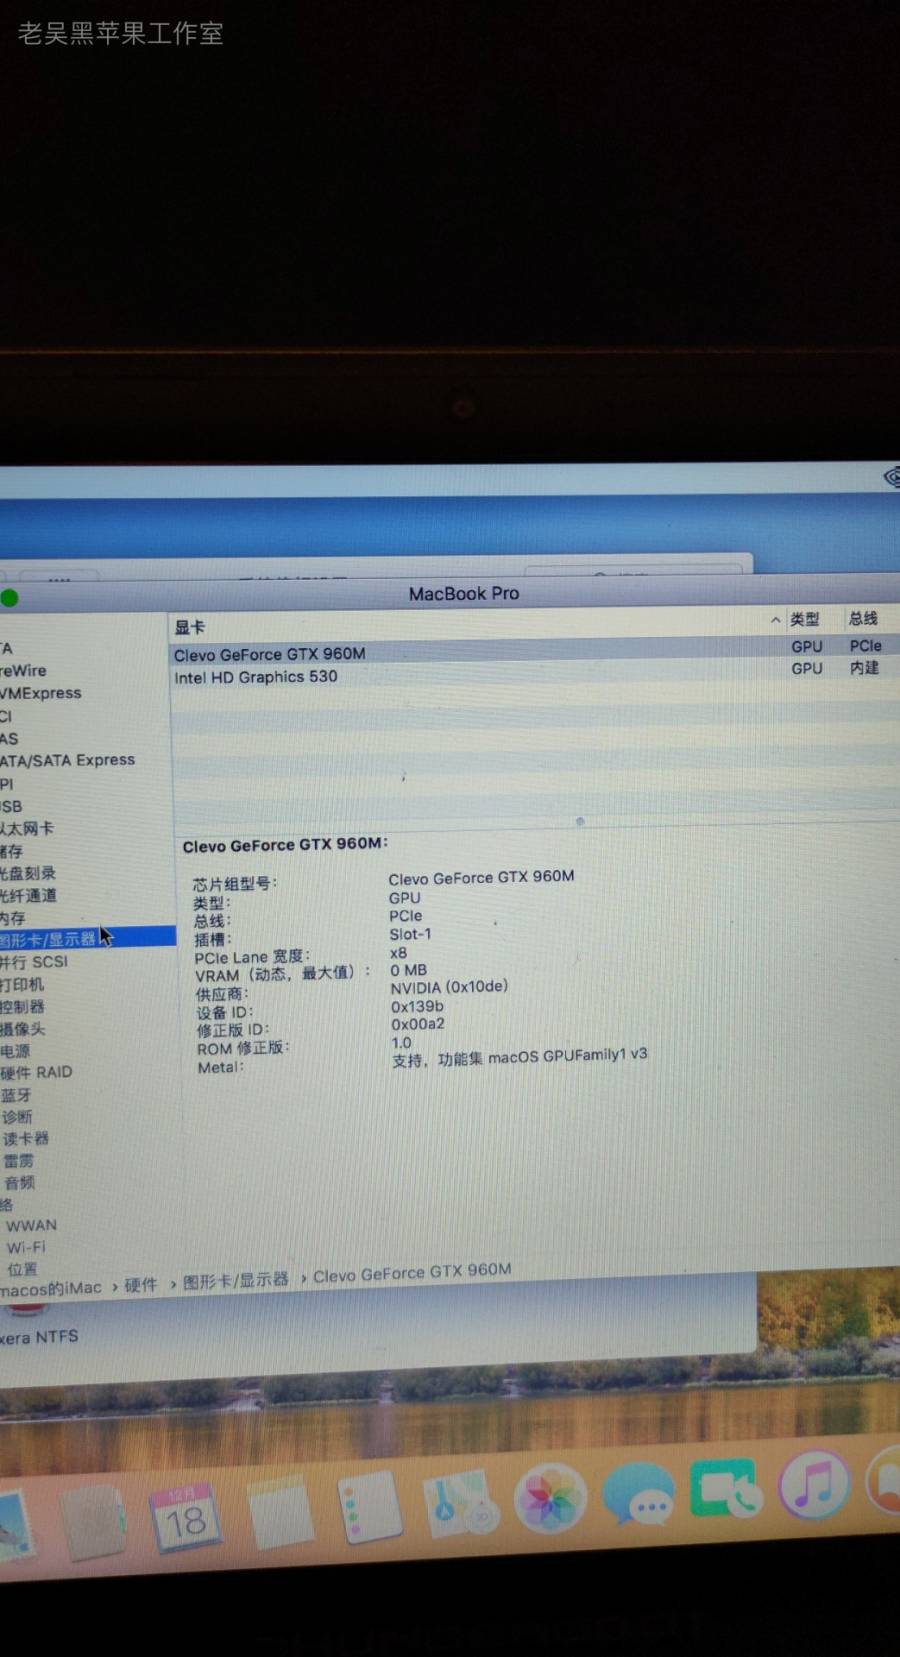 老吴黑苹果工作室
MacBook Pro
显卡 类型 总线
Clevo GeForce GTX 960M GPU PCIe
Intel HD Graphics 530 GPU 内建
TA
reWire
VMExpress
CI
AS
ATA/SATA Express
PI
SB
以太网卡
储存
光盘刻录
光纤通道
内存
图形卡/显示器
并行 SCSI
打印机
控制器
摄像头
电源
硬件 RAID
蓝牙
诊断
读卡器
雷雳
音频
络
WWAN
Wi-Fi
位置
Clevo GeForce GTX 960M:
芯片组型号: Clevo GeForce GTX 960M
类型: GPU
总线: PCIe
插槽: Slot-1
PCIe Lane 宽度: x8
VRAM（动态，最大值）: 0 MB
供应商: NVIDIA (0x10de)
设备 ID: 0x139b
修正版 ID: 0x00a2
ROM 修正版: 1.0
Metal: 支持，功能集 macOS GPUFamily1 v3
macos的iMac › 硬件 › 图形卡/显示器 › Clevo GeForce GTX 960M
xera NTFS
12月
18
3D